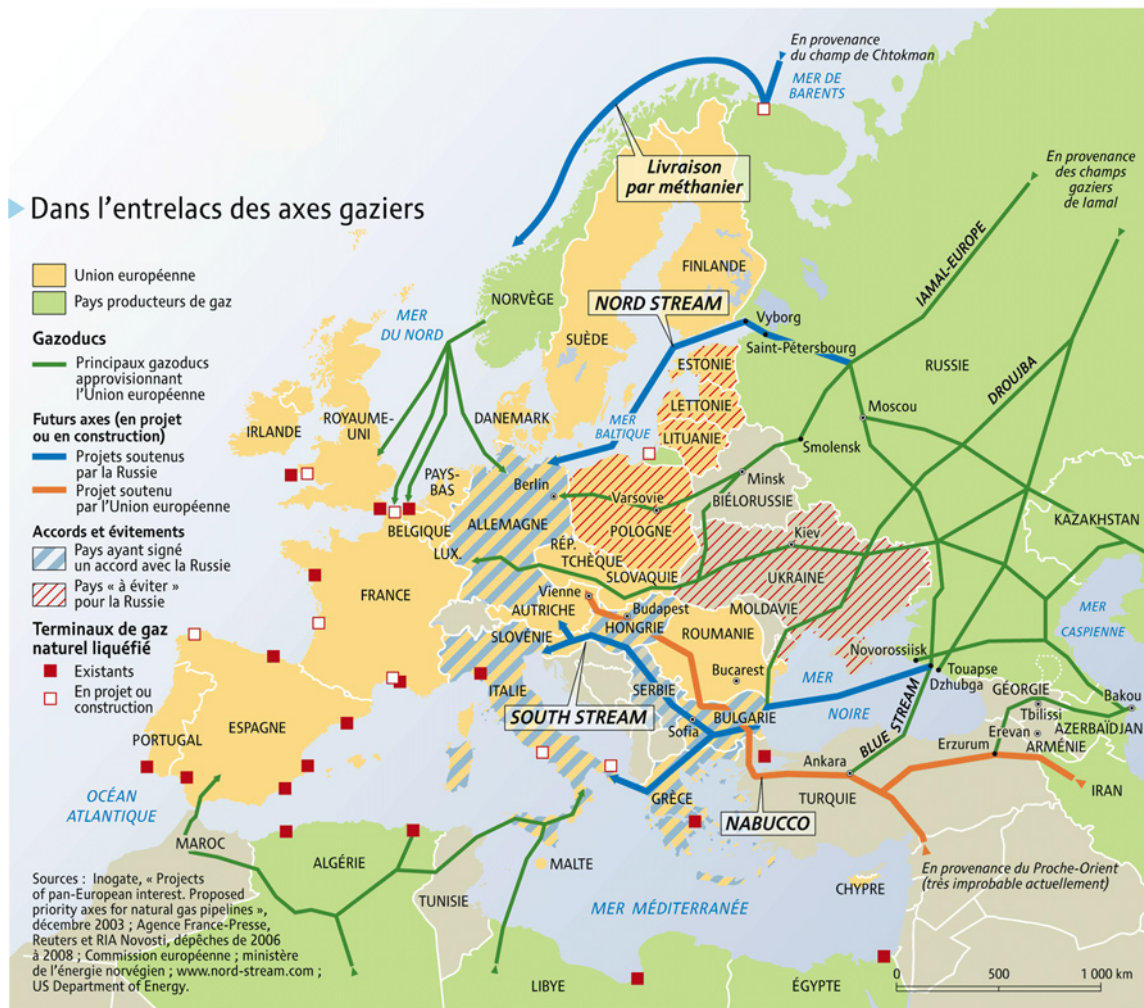 En provenance
du champ de Chtokman
MER DE
BARENTS
Livraison
par méthanier
En provenance
des champs
gaziers
de Iamal
Dans l'entrelacs des axes gaziers
Union européenne
Pays producteurs de gaz
Gazoducs
Principaux gazoducs
approvisionnant
l'Union européenne
Futurs axes (en projet
ou en construction)
Projets soutenus
par la Russie
Projet soutenu
par l'Union européenne
Accords et évitements
Pays ayant signé
un accord avec la Russie
Pays « à éviter »
pour la Russie
Terminaux de gaz
naturel liquéfié
Existants
En projet ou
construction
IAMAL-EUROPE
FINLANDE
NORVÈGE
NORD STREAM
MER
DU NORD
SUÈDE
Vyborg
Saint-Pétersbourg
ESTONIE
RUSSIE
DROUJBA
LETTONIE
Moscou
ROYAUME-
UNI
IRLANDE
DANEMARK
MER
BALTIQUE
LITUANIE
Smolensk
PAYS-
BAS
Berlin
Minsk
BIÉLORUSSIE
Varsovie
POLOGNE
BELGIQUE
ALLEMAGNE
KAZAKHSTAN
LUX.
RÉP.
TCHÈQUE
Kiev
UKRAINE
SLOVAQUIE
FRANCE
Vienne
AUTRICHE
Budapest
HONGRIE
MOLDAVIE
MER
CASPIENNE
SLOVÉNIE
ROUMANIE
Novorossiisk
Bucarest
MER
NOIRE
Touapse
Dzhubga
ITALIE
SERBIE
GÉORGIE
Tbilissi
Bakou
SOUTH STREAM
BULGARIE
Sofia
BLUE STREAM
Erevan
AZERBAÏDJAN
ARMÉNIE
ESPAGNE
PORTUGAL
Ankara
Erzurum
TURQUIE
IRAN
GRÈCE
NABUCCO
OCÉAN
ATLANTIQUE
MAROC
ALGÉRIE
MALTE
CHYPRE
En provenance du Proche-Orient
(très improbable actuellement)
TUNISIE
MER MÉDITERRANÉE
LIBYE
ÉGYPTE
Sources : Inogate, « Projects
of pan-European interest. Proposed
priority axes for natural gas pipelines »,
décembre 2003 ; Agence France-Presse,
Reuters et RIA Novosti, dépêches de 2006
à 2008 ; Commission européenne ; ministère
de l'énergie norvégien ; www.nord-stream.com ;
US Department of Energy.
0 500 1 000 km